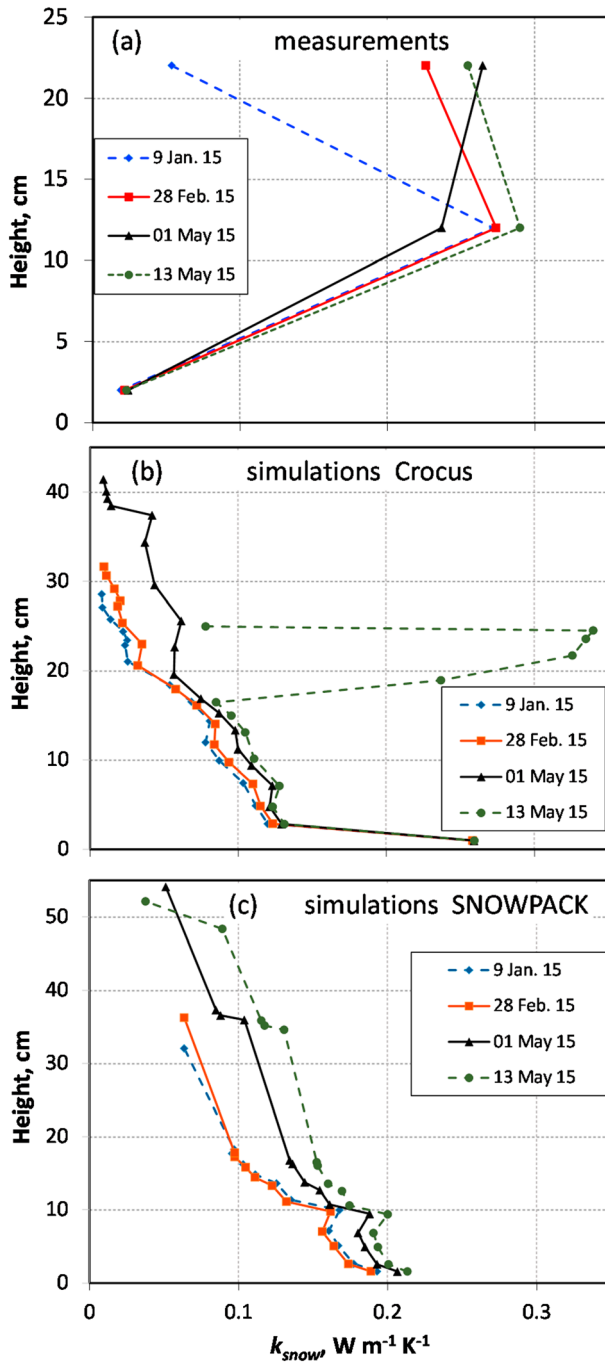 (a) measurements
25
20
15
10
5
0
Height, cm
9 Jan. 15
28 Feb. 15
01 May 15
13 May 15
(b) simulations Crocus
40
30
20
10
0
Height, cm
9 Jan. 15
28 Feb. 15
01 May 15
13 May 15
(c) simulations SNOWPACK
50
40
30
20
10
0
Height, cm
9 Jan. 15
28 Feb. 15
01 May 15
13 May 15
0 0.1 0.2 0.3
k_snow, W m⁻¹ K⁻¹